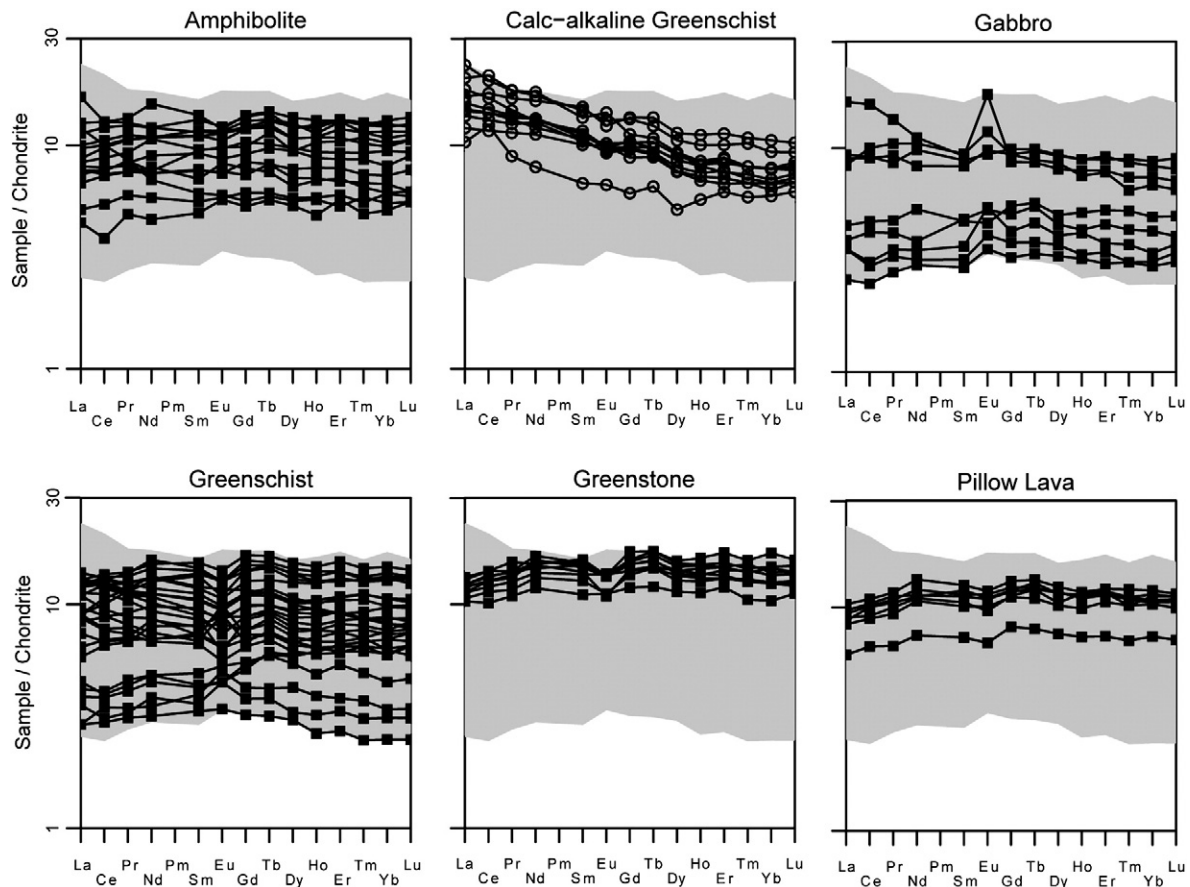 Amphibolite
Calc-alkaline Greenschist
Gabbro
Sample / Chondrite
30
10
1
La Ce Pr Nd Pm Sm Eu Gd Tb Dy Ho Er Tm Yb Lu
La Ce Pr Nd Pm Sm Eu Gd Tb Dy Ho Er Tm Yb Lu
La Ce Pr Nd Pm Sm Eu Gd Tb Dy Ho Er Tm Yb Lu
Greenschist
Greenstone
Pillow Lava
Sample / Chondrite
30
10
1
La Ce Pr Nd Pm Sm Eu Gd Tb Dy Ho Er Tm Yb Lu
La Ce Pr Nd Pm Sm Eu Gd Tb Dy Ho Er Tm Yb Lu
La Ce Pr Nd Pm Sm Eu Gd Tb Dy Ho Er Tm Yb Lu